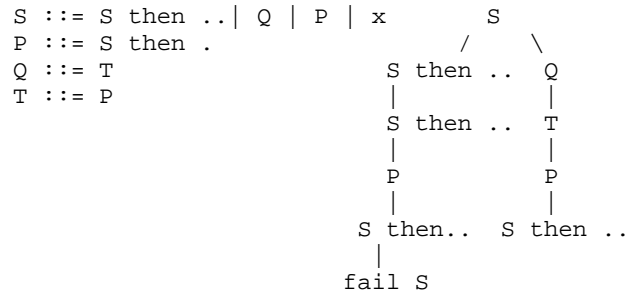 S ::= S then ..| Q | P | x        S
P ::= S then .                  /   \
Q ::= T                    S then ..  Q
T ::= P                    |          |
                           S then ..  T
                           |          |
                           P          P
                           |          |
                         S then..  S then ..
                          |
                        fail S